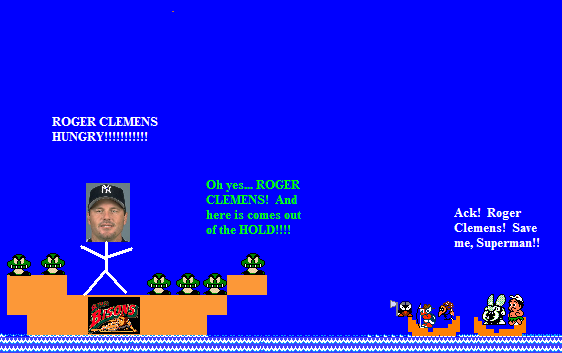 ROGER CLEMENS
HUNGRY!!!!!!!!!!!
Oh yes... ROGER
CLEMENS!  And
here is comes out
of the HOLD!!!!
Ack!  Roger
Clemens!  Save
me, Superman!!
NY